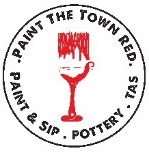 .PAINT THE TOWN RED.
PAINT & SIP . POTTERY . TAS